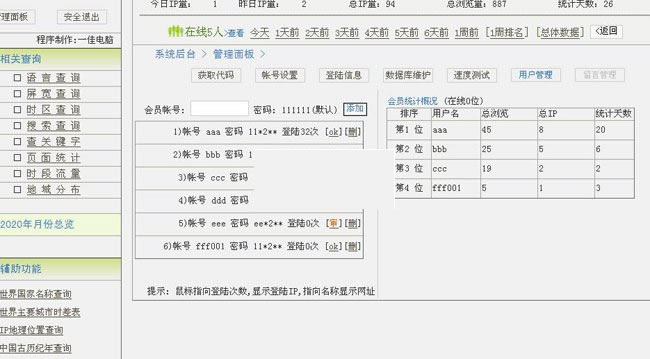 管理面板 安全退出
程序制作:一佳电脑
相关查询
语言查询
屏宽查询
时区查询
搜索查询
查关键字
页面统计
时段流量
地域分布
2020年月份总览
辅助功能
世界国家名称查询
世界主要城市时差表
IP地理位置查询
中国古历纪年查询
今日IP量: 1 昨日IP量: 2 总IP量: 94 总浏览量: 887 统计天数: 26
在线5人>查看 今天 1天前 2天前 3天前 4天前 5天前 6天前 1周前 [1周排名] [总体数据] <返回
系统后台 > 管理面板 >
获取代码 帐号设置 登陆信息 数据库维护 速度测试 用户管理 留言管理
会员帐号: 密码: 111111(默认) 添加
1)帐号 aaa 密码 11*2** 登陆32次 [ok][删]
2)帐号 bbb 密码 1
3)帐号 ccc 密码
4)帐号 ddd 密码
5)帐号 eee 密码 ee*2** 登陆0次 [审][删]
6)帐号 fff001 密码 11*2** 登陆0次 [ok][删]
提示: 鼠标指向登陆次数,显示登陆IP,指向名称显示网址
会员统计概况 (在线0位)
排序 用户名 总浏览 总IP 统计天数
第1 位 aaa 45 8 20
第2 位 bbb 25 5 6
第3 位 ccc 19 2 2
第4 位 fff001 5 1 3